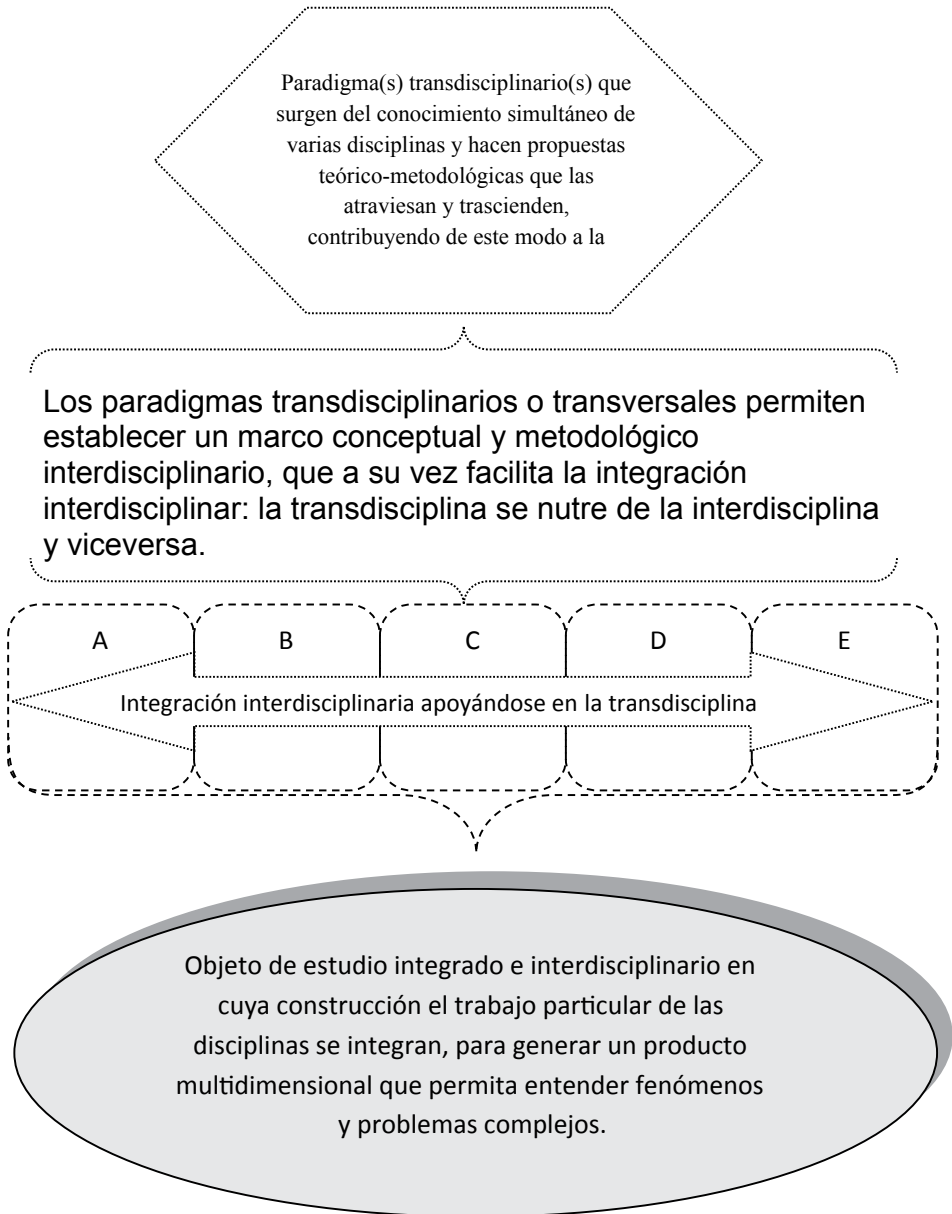 Paradigma(s) transdisciplinario(s) que
surgen del conocimiento simultáneo de
varias disciplinas y hacen propuestas
teórico-metodológicas que las
atraviesan y trascienden,
contribuyendo de este modo a la
Los paradigmas transdisciplinarios o transversales permiten
establecer un marco conceptual y metodológico
interdisciplinario, que a su vez facilita la integración
interdisciplinar: la transdisciplina se nutre de la interdisciplina
y viceversa.
A B C D E
Integración interdisciplinaria apoyándose en la transdisciplina
Objeto de estudio integrado e interdisciplinario en
cuya construcción el trabajo particular de las
disciplinas se integran, para generar un producto
multidimensional que permita entender fenómenos
y problemas complejos.